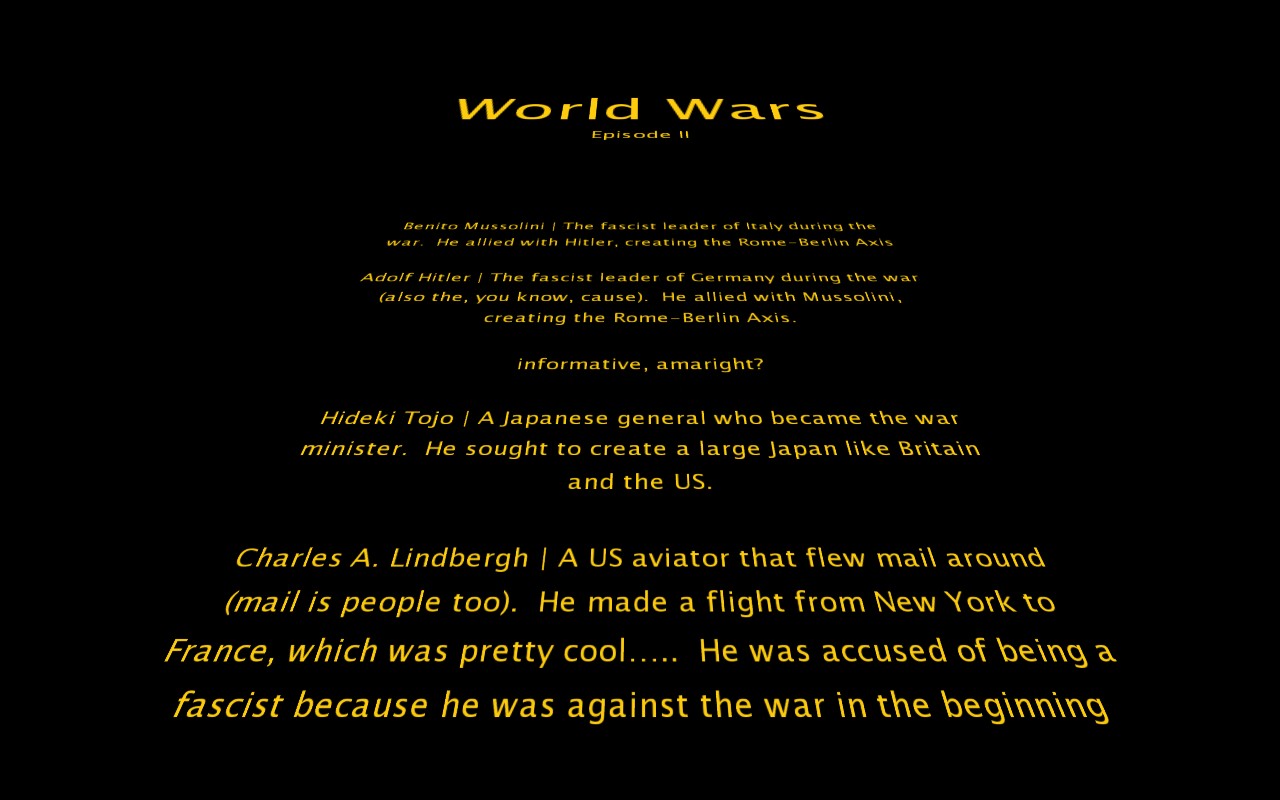 World Wars
Episode II
Benito Mussolini | The fascist leader of Italy during the
war.  He allied with Hitler, creating the Rome-Berlin Axis
Adolf Hitler | The fascist leader of Germany during the war
(also the, you know, cause).  He allied with Mussolini,
creating the Rome-Berlin Axis.
informative, amaright?
Hideki Tojo | A Japanese general who became the war
minister.  He sought to create a large Japan like Britain
and the US.
Charles A. Lindbergh | A US aviator that flew mail around
(mail is people too).  He made a flight from New York to
France, which was pretty cool.....  He was accused of being a
fascist because he was against the war in the beginning